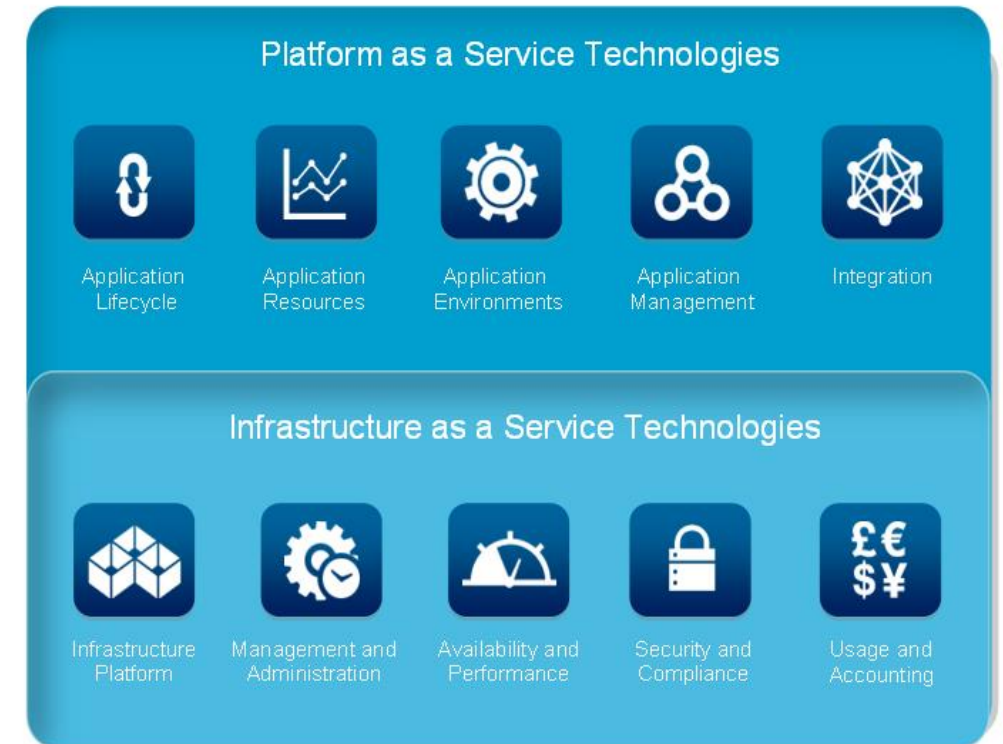 Platform as a Service Technologies
Application
Lifecycle
Application
Resources
Application
Environments
Application
Management
Integration
Infrastructure as a Service Technologies
Infrastructure
Platform
Management and
Administration
Availability and
Performance
Security and
Compliance
£€
$¥
Usage and
Accounting